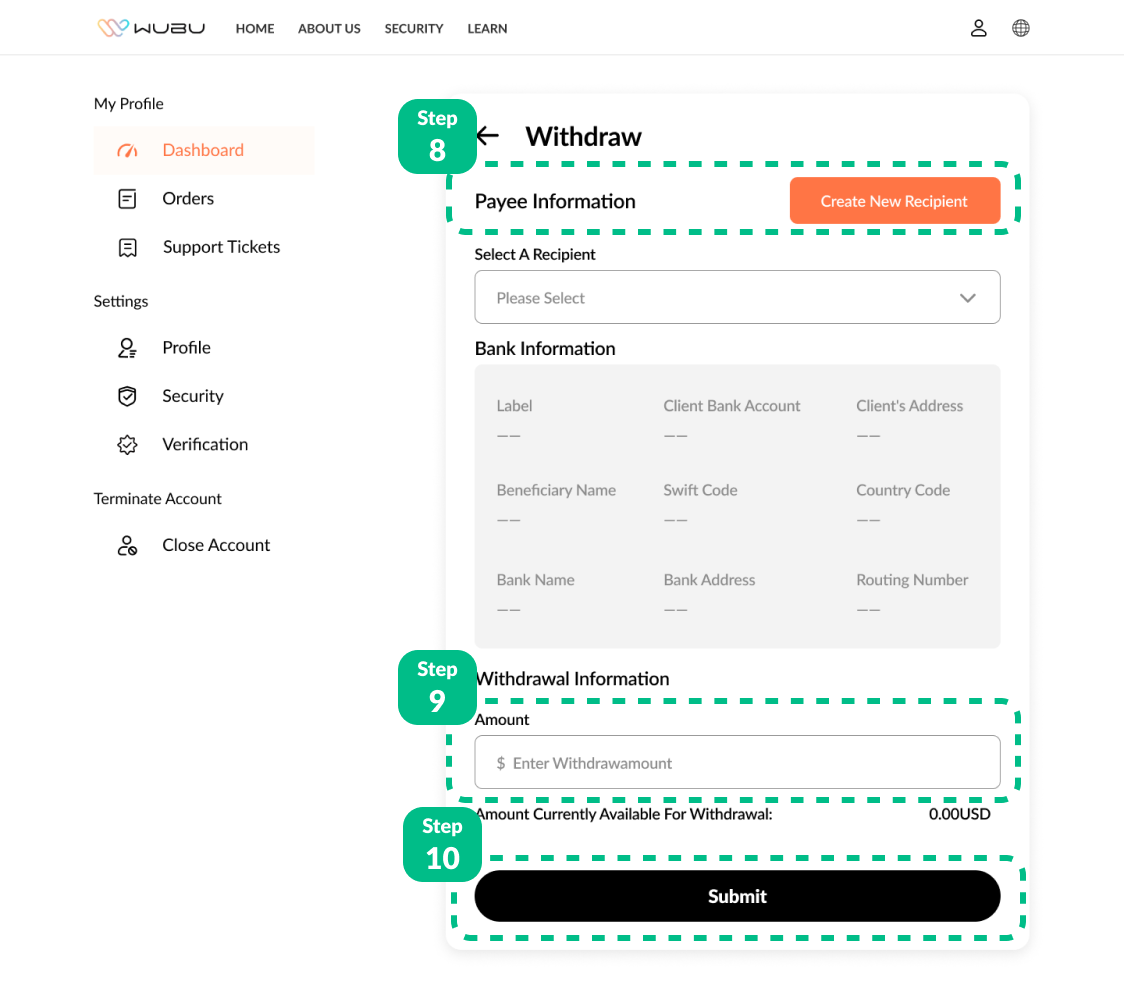 WUBU HOME ABOUT US SECURITY LEARN
My Profile
Dashboard
Orders
Support Tickets
Settings
Profile
Security
Verification
Terminate Account
Close Account
Step
8
Withdraw
Payee Information
Create New Recipient
Select A Recipient
Please Select
Bank Information
Label Client Bank Account Client's Address
—— —— ——
Beneficiary Name Swift Code Country Code
—— —— ——
Bank Name Bank Address Routing Number
—— —— ——
Step
9
Withdrawal Information
Amount
$ Enter Withdrawamount
Amount Currently Available For Withdrawal: 0.00USD
Step
10
Submit